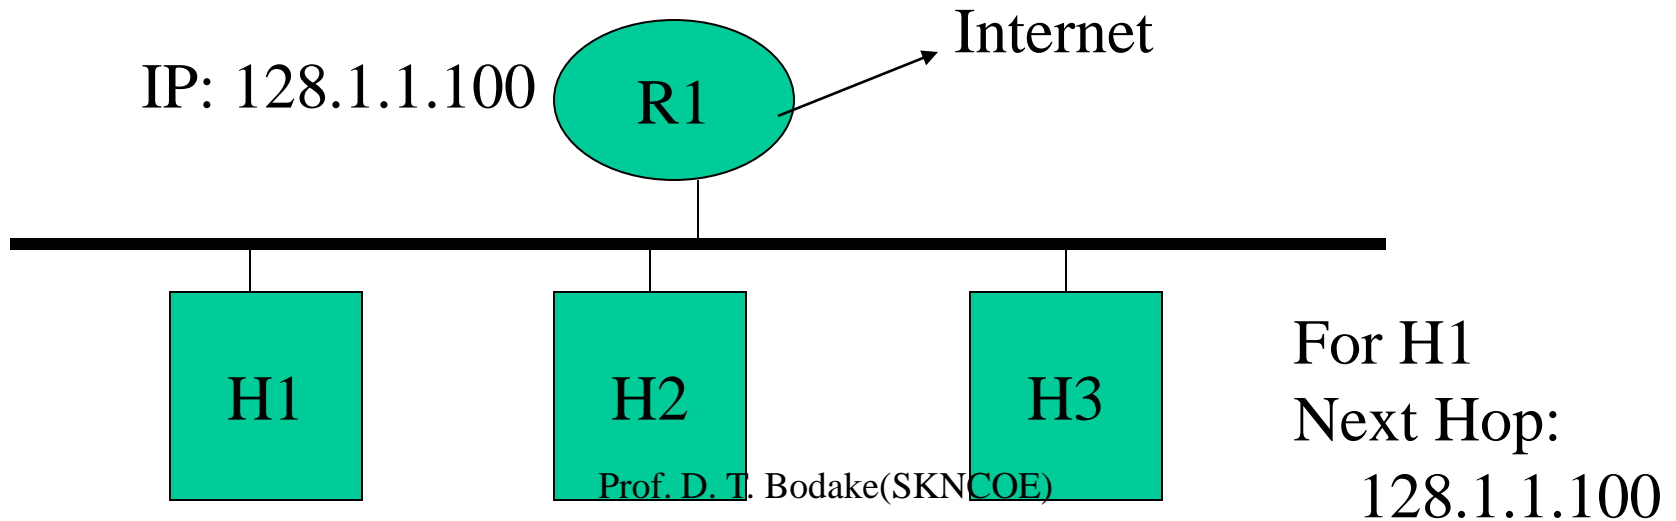 Internet
IP: 128.1.1.100
R1
H1
H2
H3
For H1
Next Hop:
128.1.1.100
Prof. D. T. Bodake(SKNCOE)